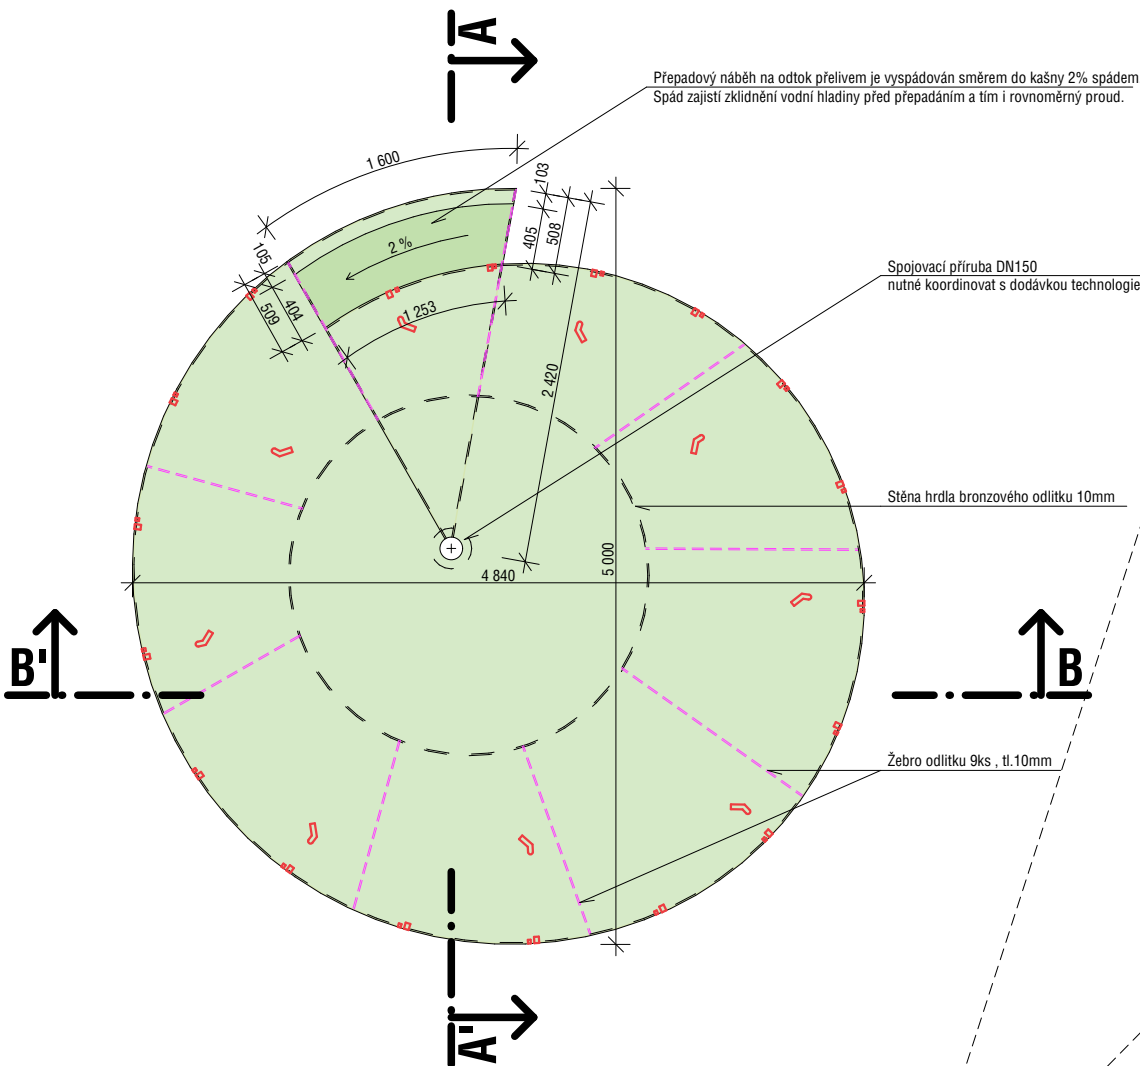 A
Přepadový náběh na odtok přelivem je vyspádován směrem do kašny 2% spádem
Spád zajistí zklidnění vodní hladiny před přepadáním a tím i rovnoměrný proud.
1 600
103
405
508
2 %
105
404
509
1 253
Spojovací příruba DN150
nutné koordinovat s dodávkou technologie
2 420
Stěna hrdla bronzového odlitku 10mm
5 000
4 840
B'
B
Žebro odlitku 9ks , tl.10mm
A'